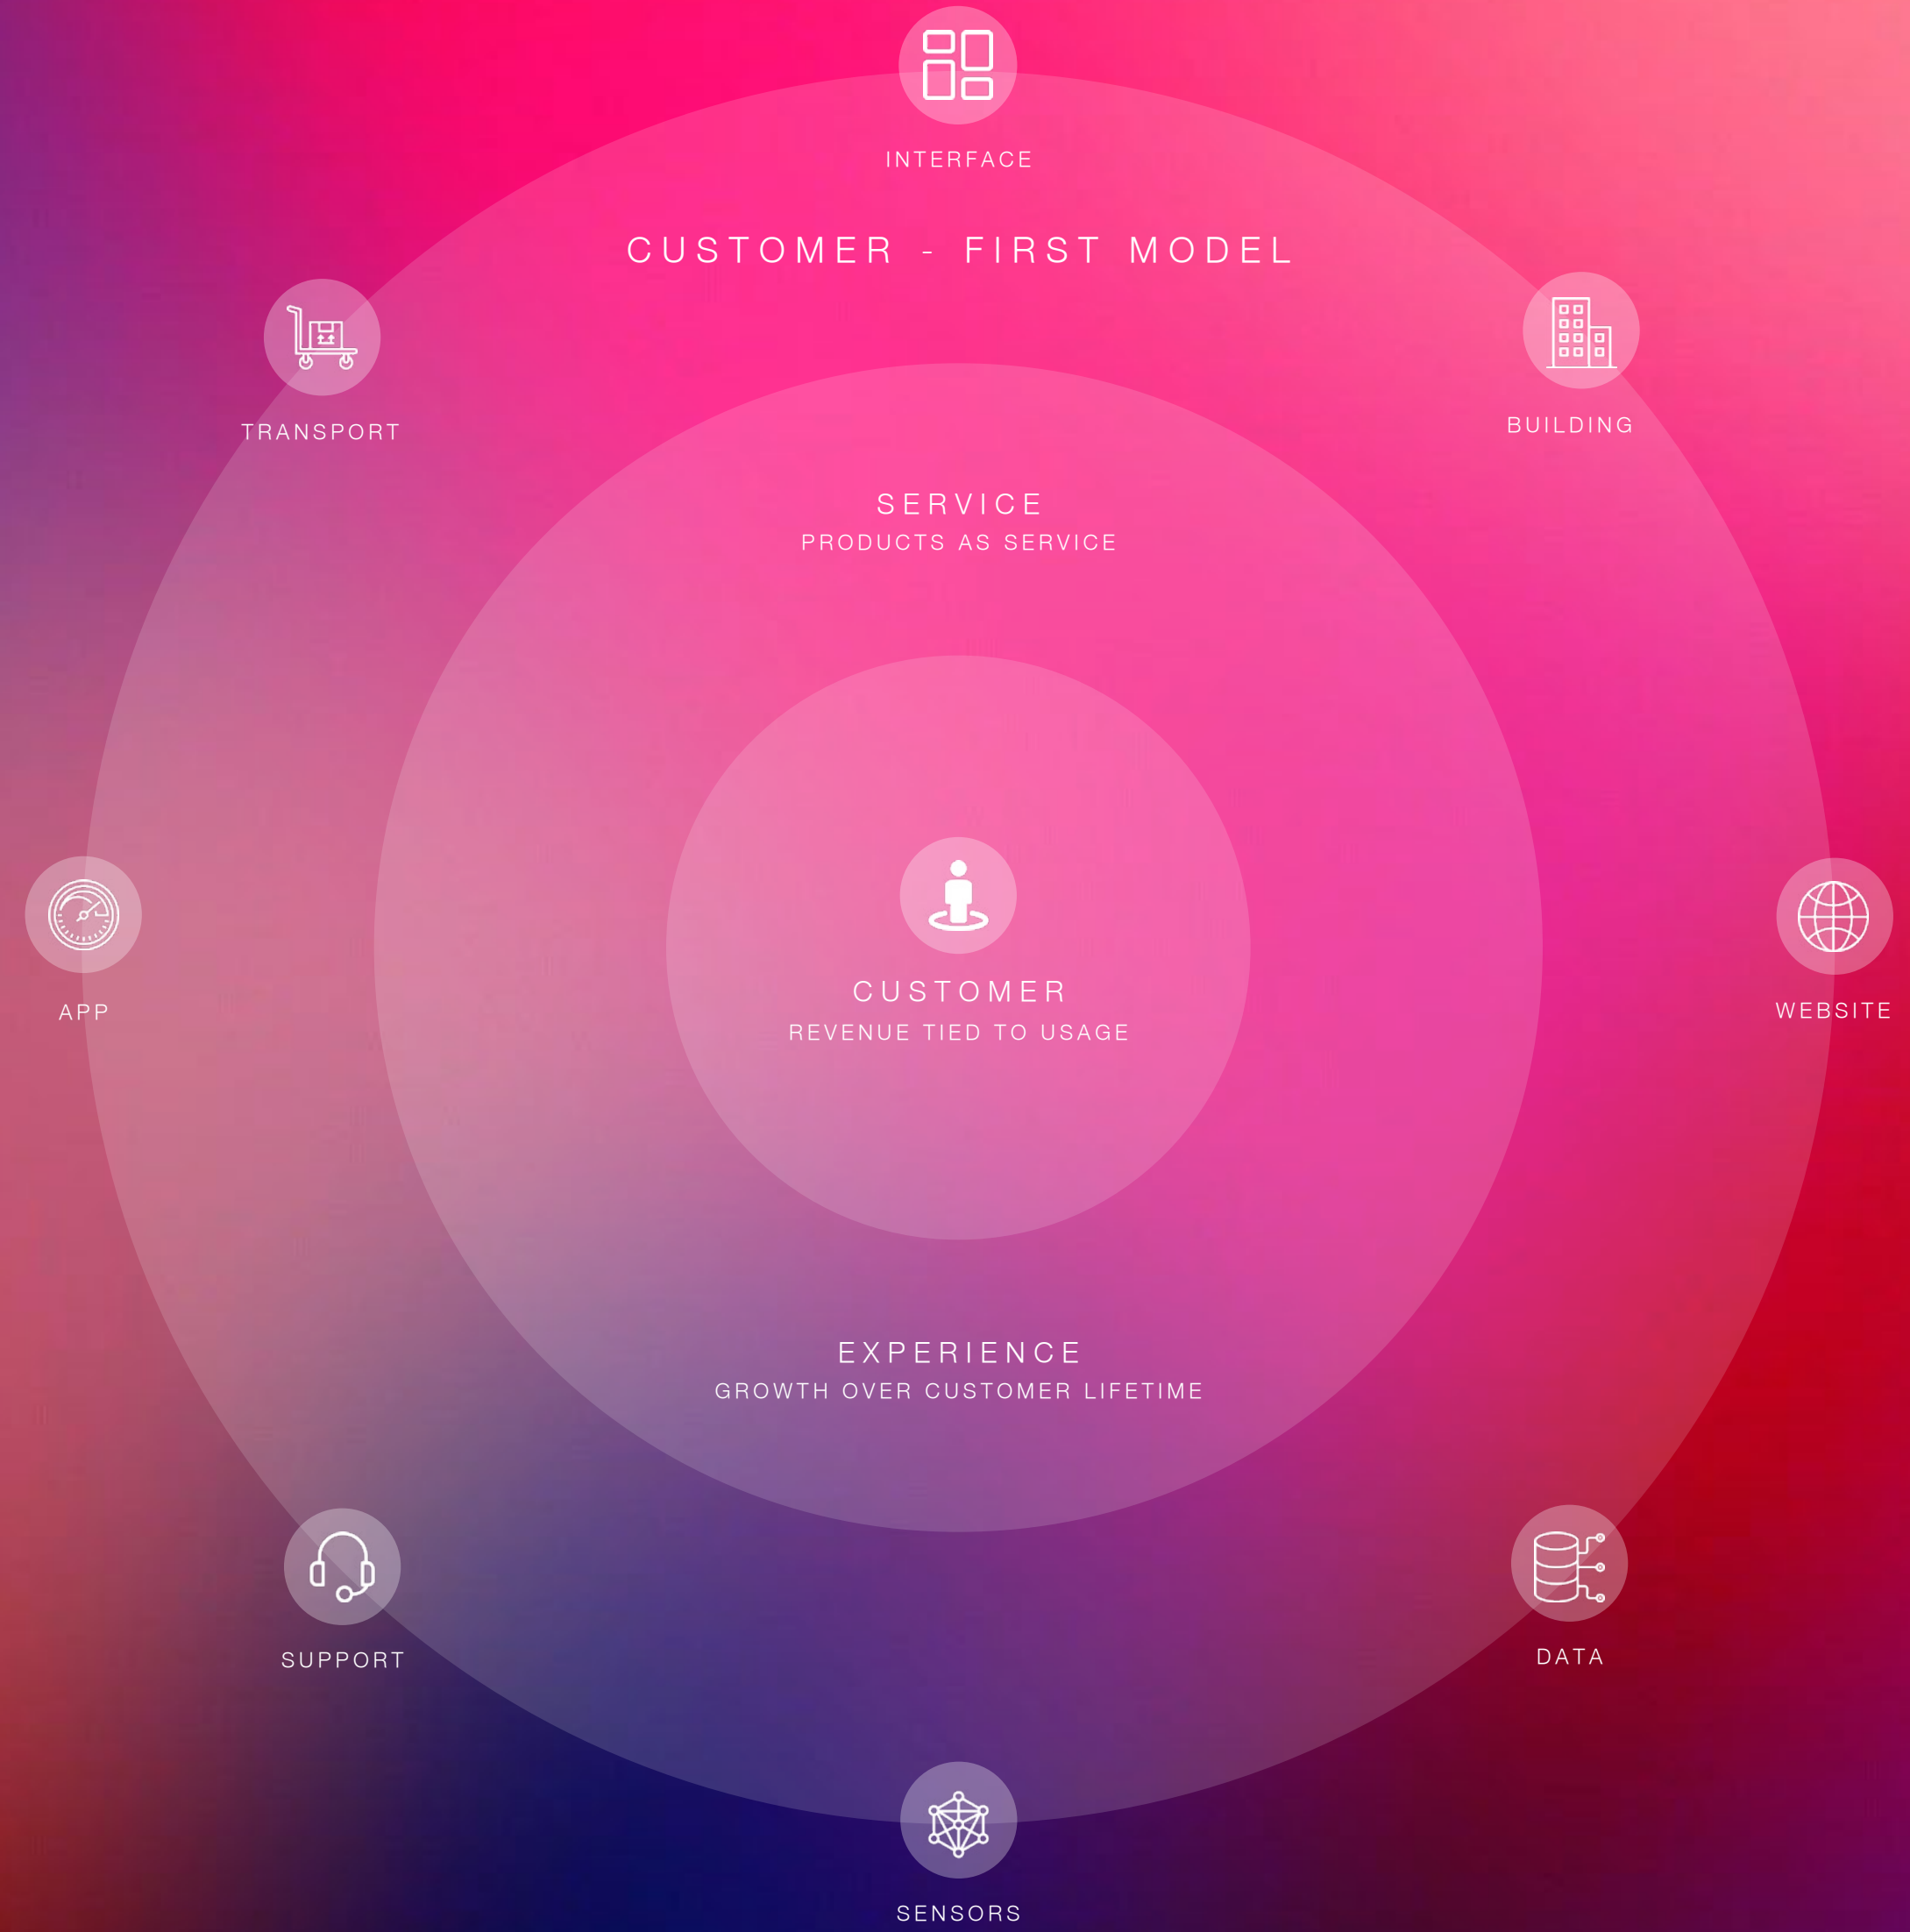 INTERFACE
CUSTOMER - FIRST MODEL
TRANSPORT
BUILDING
SERVICE
PRODUCTS AS SERVICE
APP
CUSTOMER
REVENUE TIED TO USAGE
WEBSITE
EXPERIENCE
GROWTH OVER CUSTOMER LIFETIME
SUPPORT
DATA
SENSORS